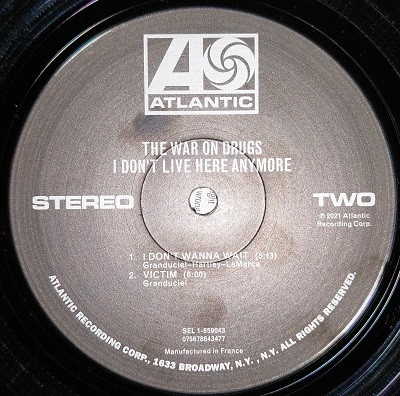 ATLANTIC
THE WAR ON DRUGS
I DON'T LIVE HERE ANYMORE
STEREO
TWO
℗ 2021 Atlantic
Recording Corp.
1. I DON'T WANNA WAIT (5:13)
Granduciel-Hartley-LaMarca
2. VICTIM (6:00)
Granduciel
SEL 1-659043
075678643477
Manufactured in France
ATLANTIC RECORDING CORP., 1633 BROADWAY, N.Y., N.Y. ALL RIGHTS RESERVED.